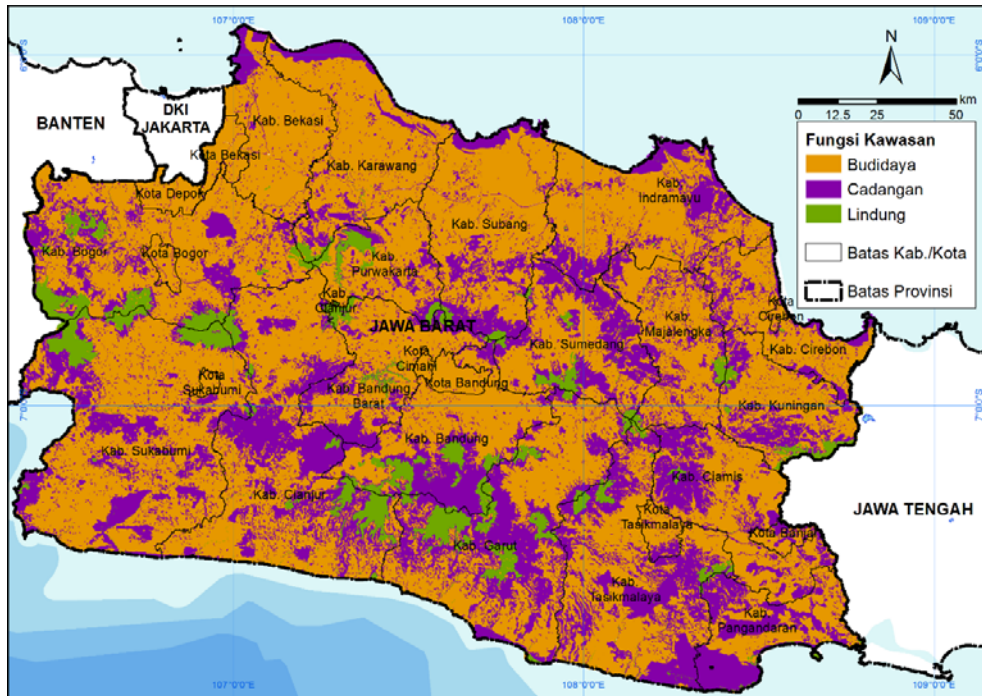 107°0'0"E
108°0'0"E
109°0'0"E
6°0'0"S
6°0'0"S
N
km
0 12.5 25 50
Fungsi Kawasan
Budidaya
Cadangan
Lindung
Batas Kab./Kota
Batas Provinsi
BANTEN
DKI
JAKARTA
Kab. Bekasi
Kota Bekasi
Kab. Karawang
Kota Depok
Kab.
Indramayu
Kab. Subang
Kab. Bogor
Kota Bogor
Kab.
Purwakarta
Kab.
Cianjur
JAWA BARAT
Kab. Sumedang
Kab.
Majalengka
Kota
Cirebon
Kab. Cirebon
Kota
Cimahi
Kota Bandung
Kota
Sukabumi
Kab. Bandung
Barat
Kab. Kuningan
7°0'0"S
7°0'0"S
Kab. Sukabumi
Kab. Bandung
Kab. Cianjur
Kab. Ciamis
JAWA TENGAH
Kota
Tasikmalaya
Kota Banjar
Kab. Garut
Kab.
Tasikmalaya
Kab.
Pangandaran
107°0'0"E
108°0'0"E
109°0'0"E